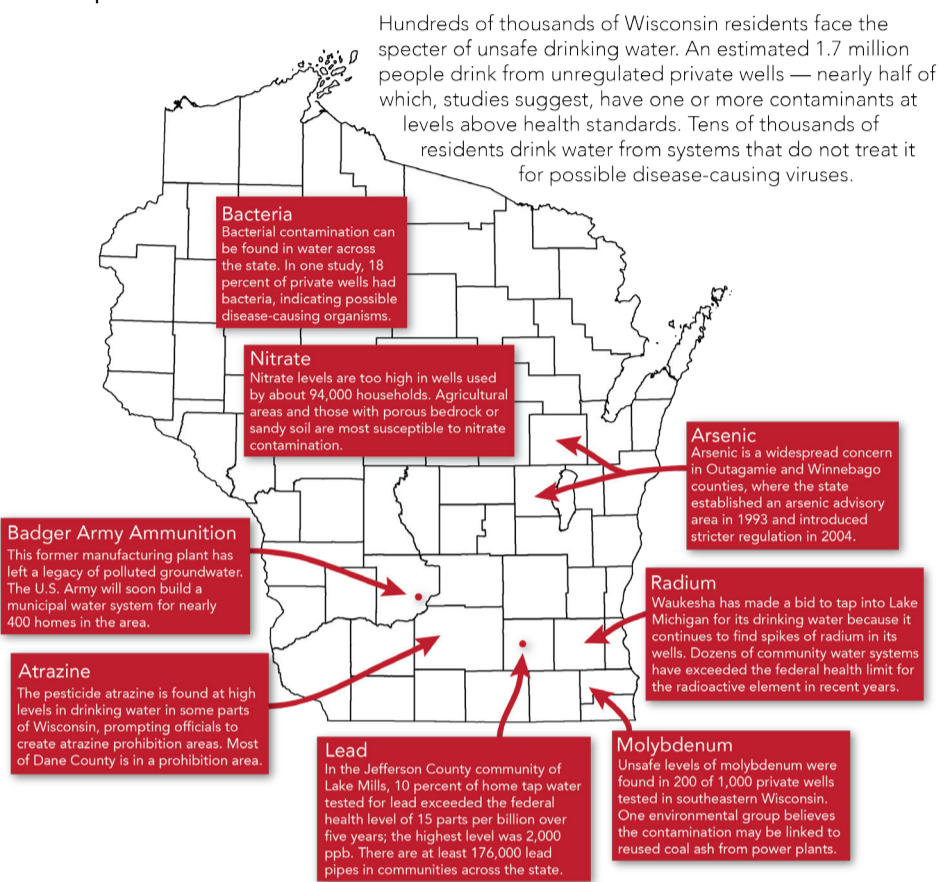 Hundreds of thousands of Wisconsin residents face the
specter of unsafe drinking water. An estimated 1.7 million
people drink from unregulated private wells — nearly half of
which, studies suggest, have one or more contaminants at
levels above health standards. Tens of thousands of
residents drink water from systems that do not treat it
for possible disease-causing viruses.
Bacteria
Bacterial contamination can
be found in water across
the state. In one study, 18
percent of private wells had
bacteria, indicating possible
disease-causing organisms.
Nitrate
Nitrate levels are too high in wells used
by about 94,000 households. Agricultural
areas and those with porous bedrock or
sandy soil are most susceptible to nitrate
contamination.
Arsenic
Arsenic is a widespread concern
in Outagamie and Winnebago
counties, where the state
established an arsenic advisory
area in 1993 and introduced
stricter regulation in 2004.
Badger Army Ammunition
This former manufacturing plant has
left a legacy of polluted groundwater.
The U.S. Army will soon build a
municipal water system for nearly
400 homes in the area.
Radium
Waukesha has made a bid to tap into Lake
Michigan for its drinking water because it
continues to find spikes of radium in its
wells. Dozens of community water systems
have exceeded the federal health limit for
the radioactive element in recent years.
Atrazine
The pesticide atrazine is found at high
levels in drinking water in some parts
of Wisconsin, prompting officials to
create atrazine prohibition areas. Most
of Dane County is in a prohibition area.
Lead
In the Jefferson County community of
Lake Mills, 10 percent of home tap water
tested for lead exceeded the federal
health level of 15 parts per billion over
five years; the highest level was 2,000
ppb. There are at least 176,000 lead
pipes in communities across the state.
Molybdenum
Unsafe levels of molybdenum were
found in 200 of 1,000 private wells
tested in southeastern Wisconsin.
One environmental group believes
the contamination may be linked to
reused coal ash from power plants.